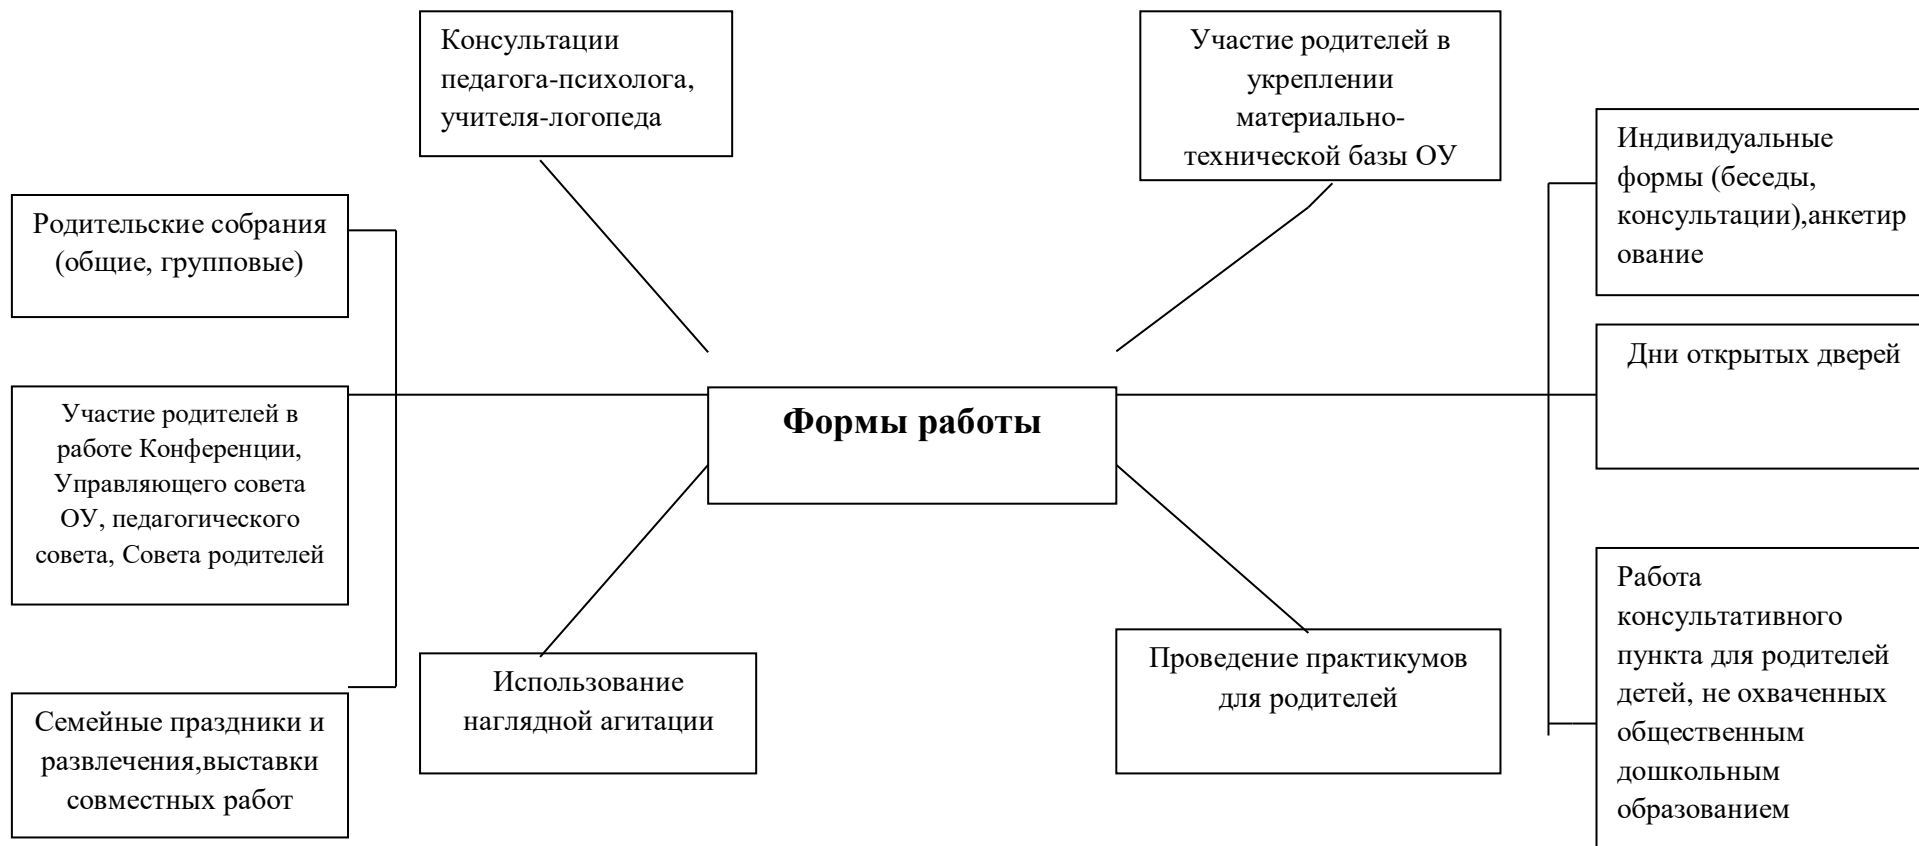 Консультации
педагога-психолога,
учителя-логопеда
Участие родителей в
укреплении
материально-
технической базы ОУ
Индивидуальные
формы (беседы,
консультации),анкетир
ование
Родительские собрания
(общие, групповые)
Дни открытых дверей
Участие родителей в
работе Конференции,
Управляющего совета
ОУ, педагогического
совета, Совета родителей
Формы работы
Работа
консультативного
пункта для родителей
детей, не охваченных
общественным
дошкольным
образованием
Использование
наглядной агитации
Проведение практикумов
для родителей
Семейные праздники и
развлечения,выставки
совместных работ